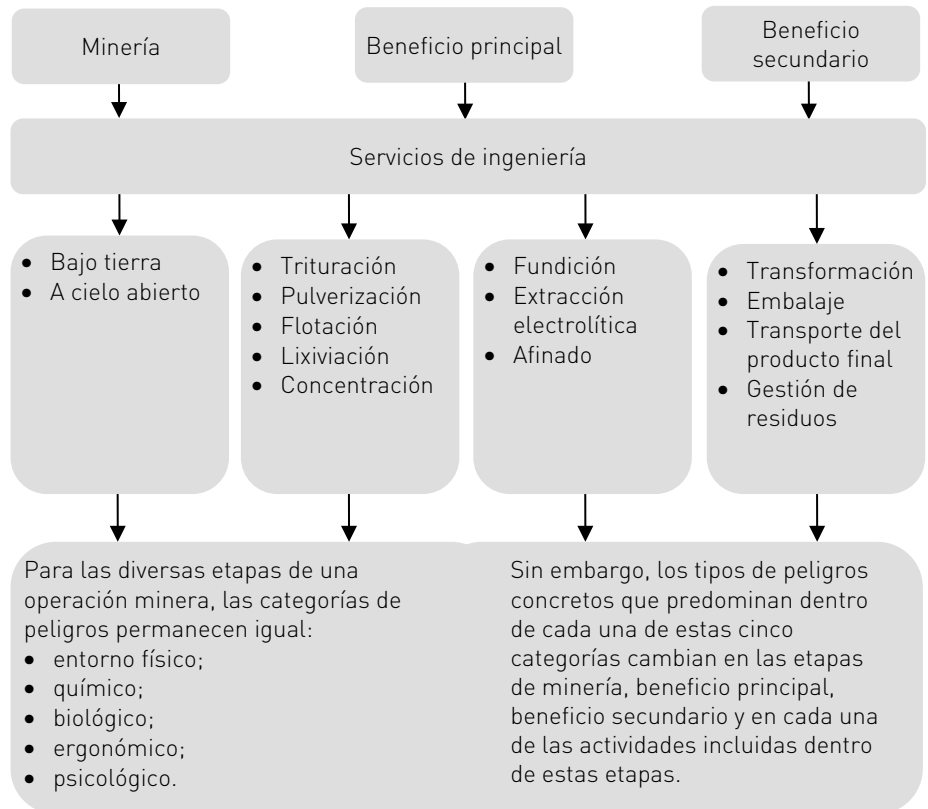 Minería
Beneficio principal
Beneficio
secundario
Servicios de ingeniería
• Bajo tierra
• A cielo abierto
• Trituración
• Pulverización
• Flotación
• Lixiviación
• Concentración
• Fundición
• Extracción
electrolítica
• Afinado
• Transformación
• Embalaje
• Transporte del
producto final
• Gestión de
residuos
Para las diversas etapas de una
operación minera, las categorías de
peligros permanecen igual:
• entorno físico;
• químico;
• biológico;
• ergonómico;
• psicológico.
Sin embargo, los tipos de peligros
concretos que predominan dentro
de cada una de estas cinco
categorías cambian en las etapas
de minería, beneficio principal,
beneficio secundario y en cada una
de las actividades incluidas dentro
de estas etapas.